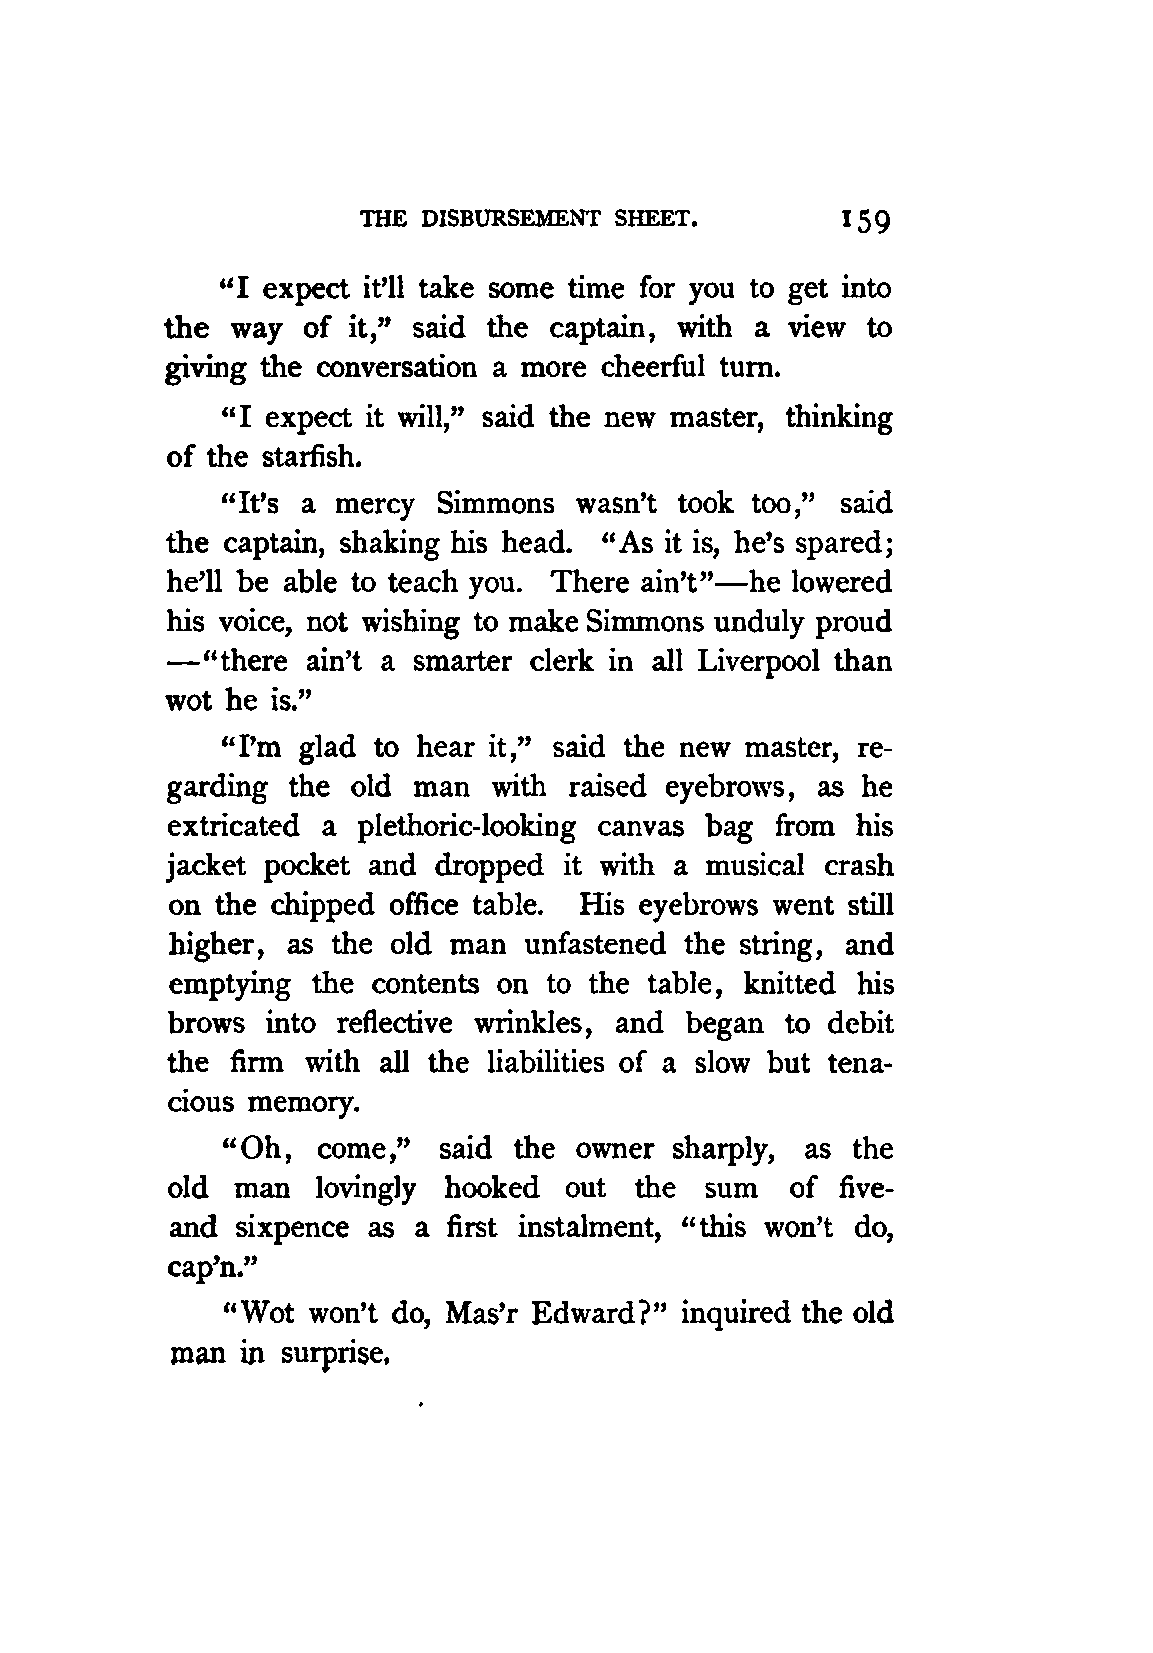 THE DISBURSEMENT SHEET. 159
"I expect it'll take some time for you to get into
the way of it," said the captain, with a view to
giving the conversation a more cheerful turn.
"I expect it will," said the new master, thinking
of the starfish.
"It's a mercy Simmons wasn't took too," said
the captain, shaking his head. "As it is, he's spared;
he'll be able to teach you. There ain't"—he lowered
his voice, not wishing to make Simmons unduly proud
—"there ain't a smarter clerk in all Liverpool than
wot he is."
"I'm glad to hear it," said the new master, re-
garding the old man with raised eyebrows, as he
extricated a plethoric-looking canvas bag from his
jacket pocket and dropped it with a musical crash
on the chipped office table. His eyebrows went still
higher, as the old man unfastened the string, and
emptying the contents on to the table, knitted his
brows into reflective wrinkles, and began to debit
the firm with all the liabilities of a slow but tena-
cious memory.
"Oh, come," said the owner sharply, as the
old man lovingly hooked out the sum of five-
and sixpence as a first instalment, "this won't do,
cap'n."
"Wot won't do, Mas'r Edward?" inquired the old
man in surprise.